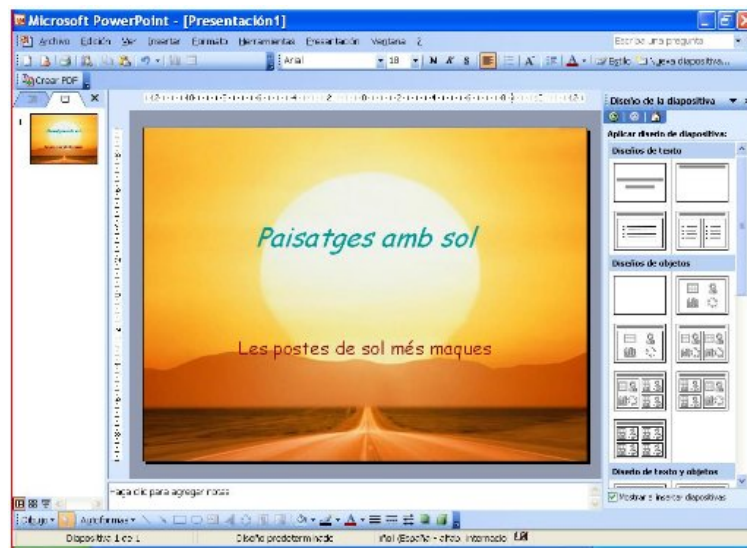 Microsoft PowerPoint - [Presentación1]
Archivo Edición Ver Insertar Formato Herramientas Presentación Ventana ?
Escriba una pregunta
Arial
18
N K S
Estilo
Nueva diapositiva...
Crear PDF
Diseño de la diapositiva
Aplicar diseño de diapositiva:
Diseños de texto
1
Paisatges amb sol
Les postes de sol més maques
Diseños de objetos
Diseño de texto y objetos
Haga clic para agregar notas
Mostrar al insertar diapositivas
Dibujo
Autoformas
Diapositiva 1 de 1
Diseño predeterminado